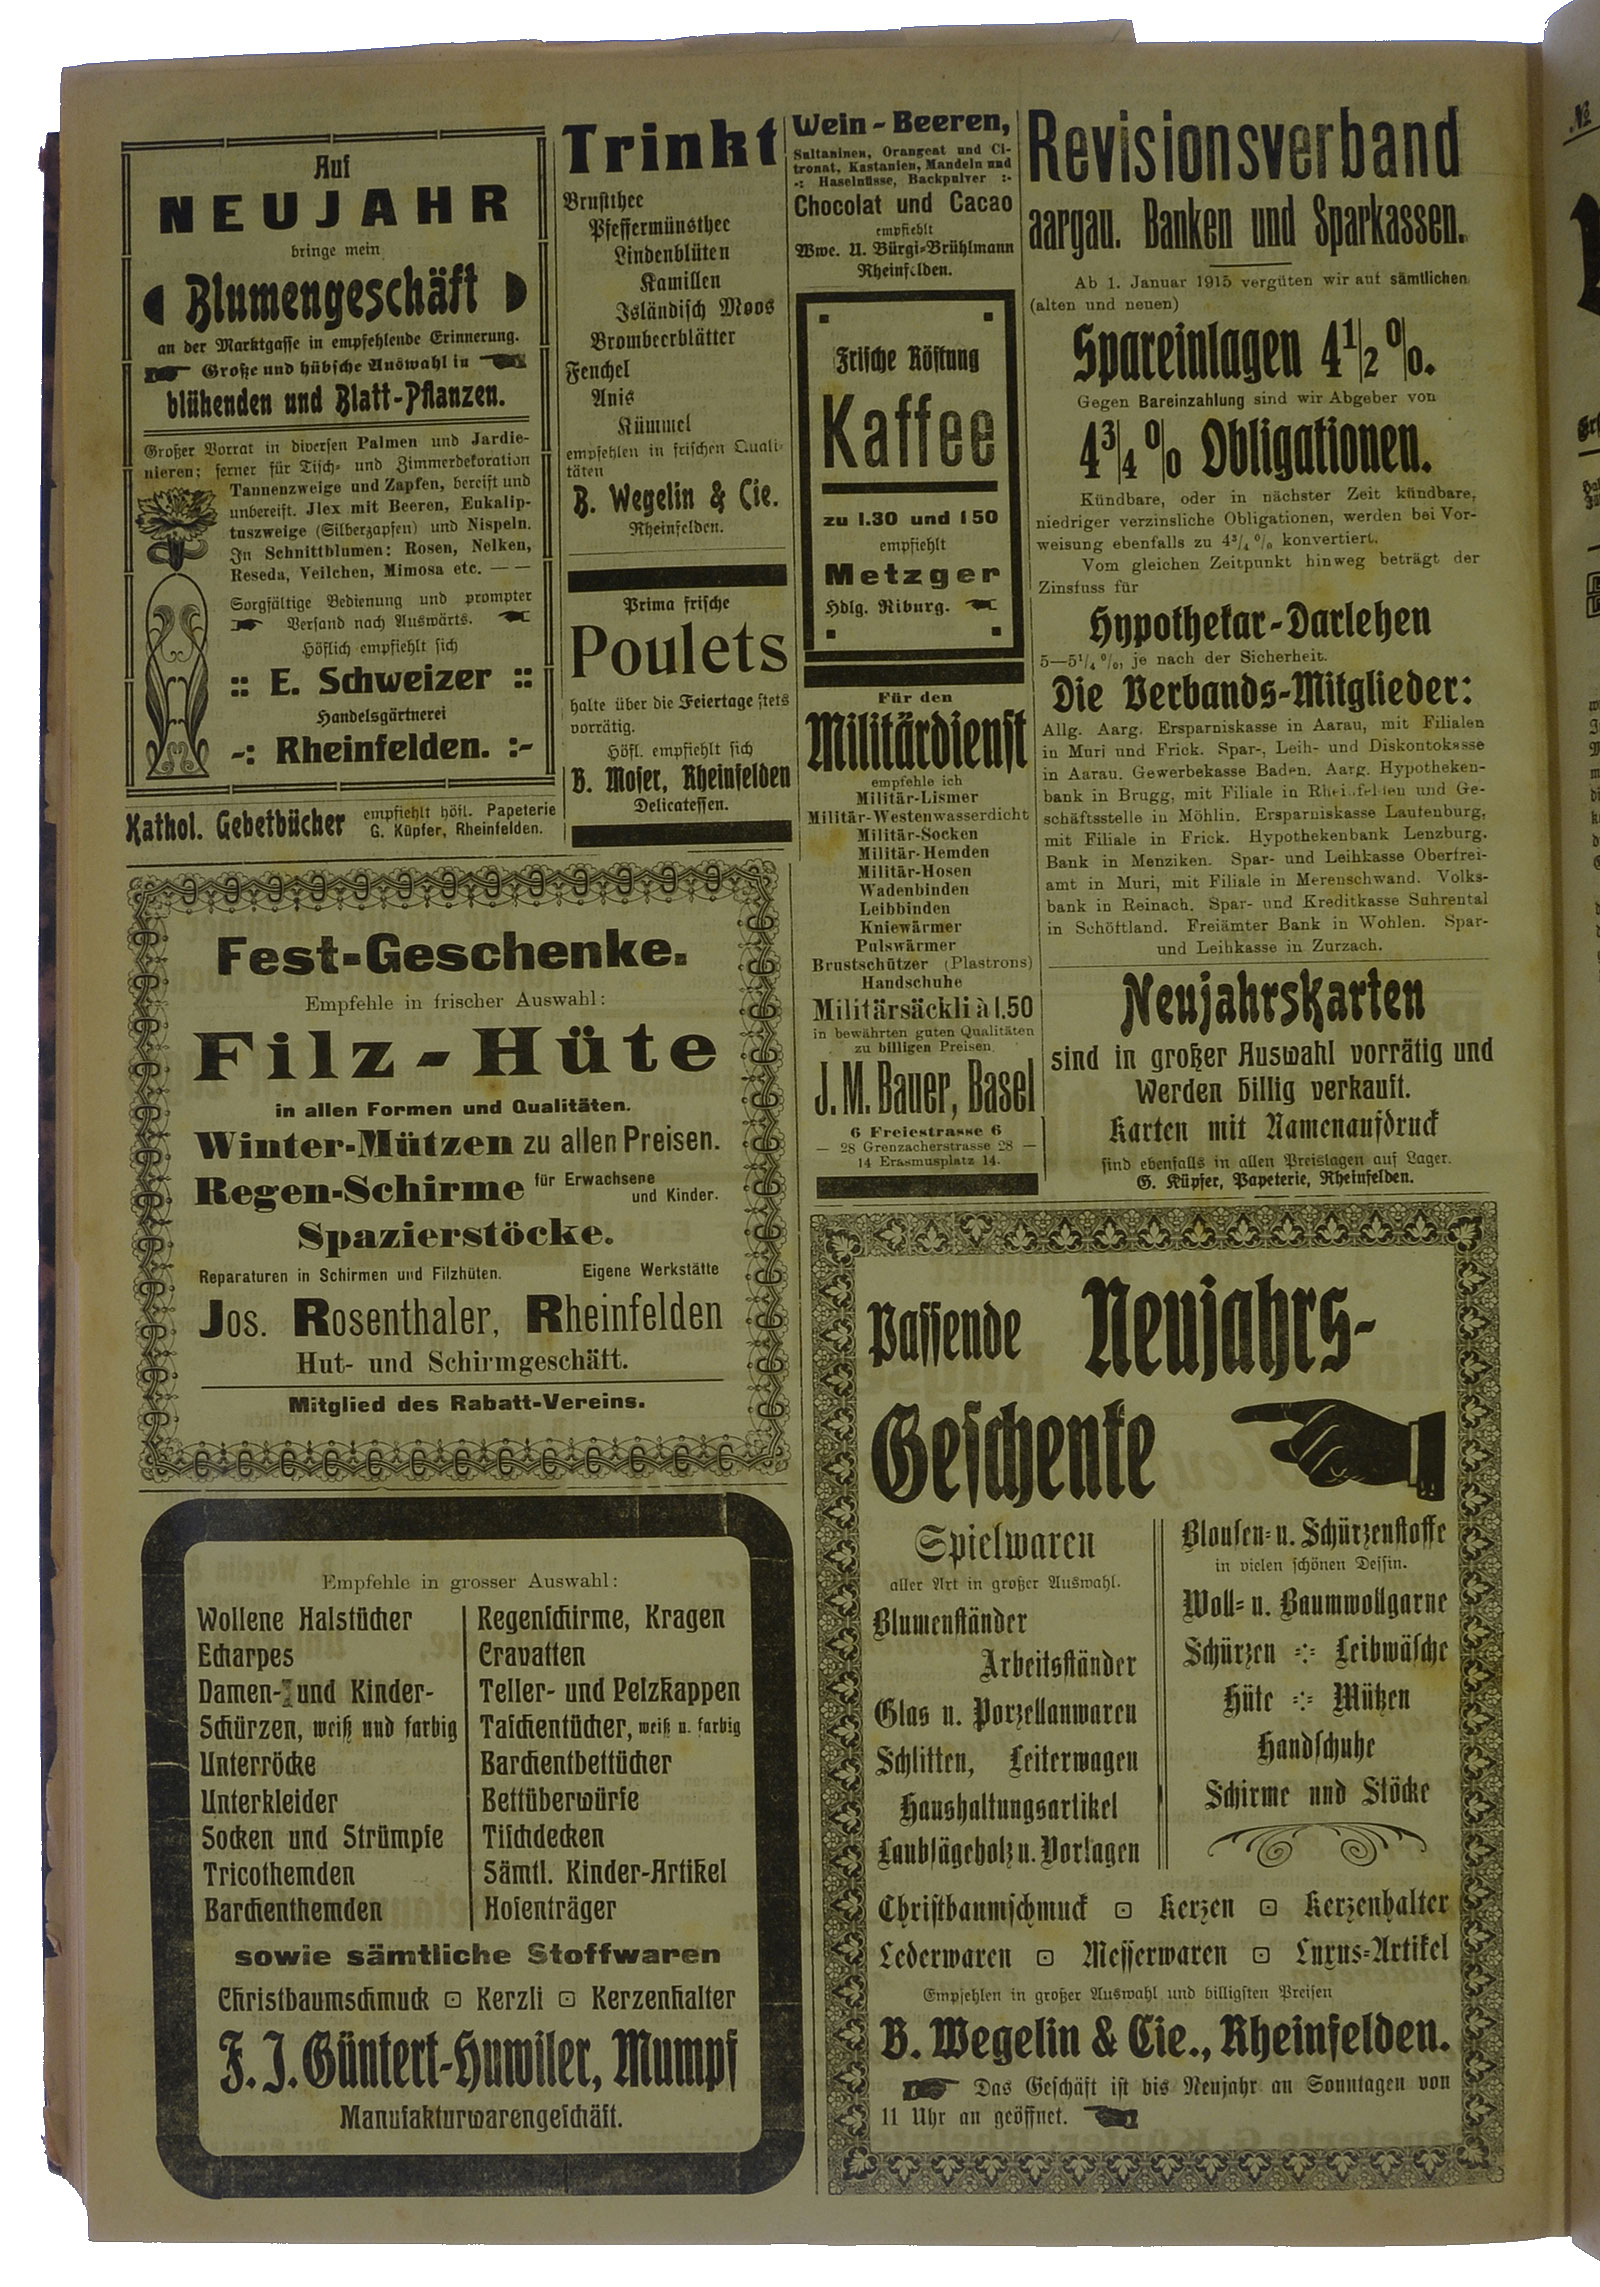 Auf
NEUJAHR
bringe mein
Blumengeschäft
an der Marktgasse in empfehlende Erinnerung.
Große und hübsche Auswahl in
blühenden und Blatt-Pflanzen.
Großer Vorrat in diversen Palmen und Jardie-
nieren; ferner für Tisch- und Zimmerdekoration
Tannenzweige und Zapfen, bereift und
unbereift. Ilex mit Beeren, Eukalip-
tuszweige (Silberzapfen) und Nispeln.
In Schnittblumen: Rosen, Nelken,
Reseda, Veilchen, Mimosa etc. — —
Sorgfältige Bedienung und prompter
Versand nach Auswärts.
Höflich empfiehlt sich
:: E. Schweizer ::
Handelsgärtnerei
-: Rheinfelden. :-
Kathol. Gebetbücher empfiehlt höfl. Papeterie
G. Küpfer, Rheinfelden.
Trinkt
Brustthee
Pfeffermünsthee
Lindenblüten
Kamillen
Isländisch Moos
Brombeerblätter
Fenchel
Anis
Kümmel
empfehlen in frischen Quali-
täten
B. Wegelin & Cie.
Rheinfelden.
Prima frische
Poulets
halte über die Feiertage stets
vorrätig.
Höfl. empfiehlt sich
B. Moser, Rheinfelden
Delicatessen.
Wein-Beeren,
Sultaninen, Orangeat und Ci-
tronat, Kastanien, Mandeln und
-: Haselnüsse, Backpulver :-
Chocolat und Cacao
empfiehlt
Wwe. U. Bürgi-Brühlmann
Rheinfelden.
Frische Röstung
Kaffee
zu 1.30 und 150
empfiehlt
Metzger
Hdlg. Riburg.
Für den
Militärdienst
empfehle ich
Militär-Lismer
Militär-Westenwasserdicht
Militär-Socken
Militär-Hemden
Militär-Hosen
Wadenbinden
Leibbinden
Kniewärmer
Pulswärmer
Brustschützer (Plastrons)
Handschuhe
Militärsäckli à 1.50
in bewährten guten Qualitäten
zu billigen Preisen
J. M. Bauer, Basel
6 Freiestrasse 6
— 28 Grenzacherstrasse 28 —
14 Erasmusplatz 14.
Revisionsverband
aargau. Banken und Sparkassen.
Ab 1. Januar 1915 vergüten wir auf sämtlichen
(alten und neuen)
Spareinlagen 4 1/2 %.
Gegen Bareinzahlung sind wir Abgeber von
4 3/4 % Obligationen.
Kündbare, oder in nächster Zeit kündbare,
niedriger verzinsliche Obligationen, werden bei Vor-
weisung ebenfalls zu 4 3/4 % konvertiert.
Vom gleichen Zeitpunkt hinweg beträgt der
Zinsfuss für
Hypothekar-Darlehen
5—5 1/4 %, je nach der Sicherheit.
Die Verbands-Mitglieder:
Allg. Aarg. Ersparniskasse in Aarau, mit Filialen
in Muri und Frick. Spar-, Leih- und Diskontokasse
in Aarau. Gewerbekasse Baden. Aarg. Hypotheken-
bank in Brugg, mit Filiale in Rheinfelden und Ge-
schäftsstelle in Möhlin. Ersparniskasse Laufenburg,
mit Filiale in Frick. Hypothekenbank Lenzburg.
Bank in Menziken. Spar- und Leihkasse Oberfrei-
amt in Muri, mit Filiale in Merenschwand. Volks-
bank in Reinach. Spar- und Kreditkasse Suhrental
in Schöftland. Freiämter Bank in Wohlen. Spar-
und Leihkasse in Zurzach.
Neujahrskarten
sind in großer Auswahl vorrätig und
werden billig verkauft.
Karten mit Namenaufdruck
sind ebenfalls in allen Preislagen auf Lager.
G. Küpfer, Papeterie, Rheinfelden.
Fest-Geschenke.
Empfehle in frischer Auswahl:
Filz-Hüte
in allen Formen und Qualitäten.
Winter-Mützen zu allen Preisen.
Regen-Schirme für Erwachsene
und Kinder.
Spazierstöcke.
Reparaturen in Schirmen und Filzhüten. Eigene Werkstätte
Jos. Rosenthaler, Rheinfelden
Hut- und Schirmgeschäft.
Mitglied des Rabatt-Vereins.
Empfehle in grosser Auswahl:
Wollene Halstücher
Echarpes
Damen- und Kinder-
Schürzen, weiß und farbig
Unterröcke
Unterkleider
Socken und Strümpfe
Tricothemden
Barchenthemden
Regenschirme, Kragen
Cravatten
Teller- und Pelzkappen
Taschentücher, weiß u. farbig
Barchentbettücher
Bettüberwürfe
Tischdecken
Sämtl. Kinder-Artikel
Hosenträger
sowie sämtliche Stoffwaren
Christbaumschmuck ⊡ Kerzli ⊡ Kerzenhalter
F. J. Güntert-Huwiler, Mumpf
Manufakturwarengeschäft.
Passende Neujahrs-
Geschenke
Spielwaren
aller Art in großer Auswahl.
Blumenständer
Arbeitsständer
Glas u. Porzellanwaren
Schlitten, Leiterwagen
Haushaltungsartikel
Laubsägeholz u. Vorlagen
Blousen- u. Schürzenstoffe
in vielen schönen Dessin.
Woll- u. Baumwollgarne
Schürzen -:- Leibwäsche
Hüte -:- Mützen
Handschuhe
Schirme und Stöcke
Christbaumschmuck ⊡ Kerzen ⊡ Kerzenhalter
Lederwaren ⊡ Messerwaren ⊡ Luxus-Artikel
Empfehlen in großer Auswahl und billigsten Preisen
B. Wegelin & Cie., Rheinfelden.
Das Geschäft ist bis Neujahr an Sonntagen von
11 Uhr an geöffnet.
№